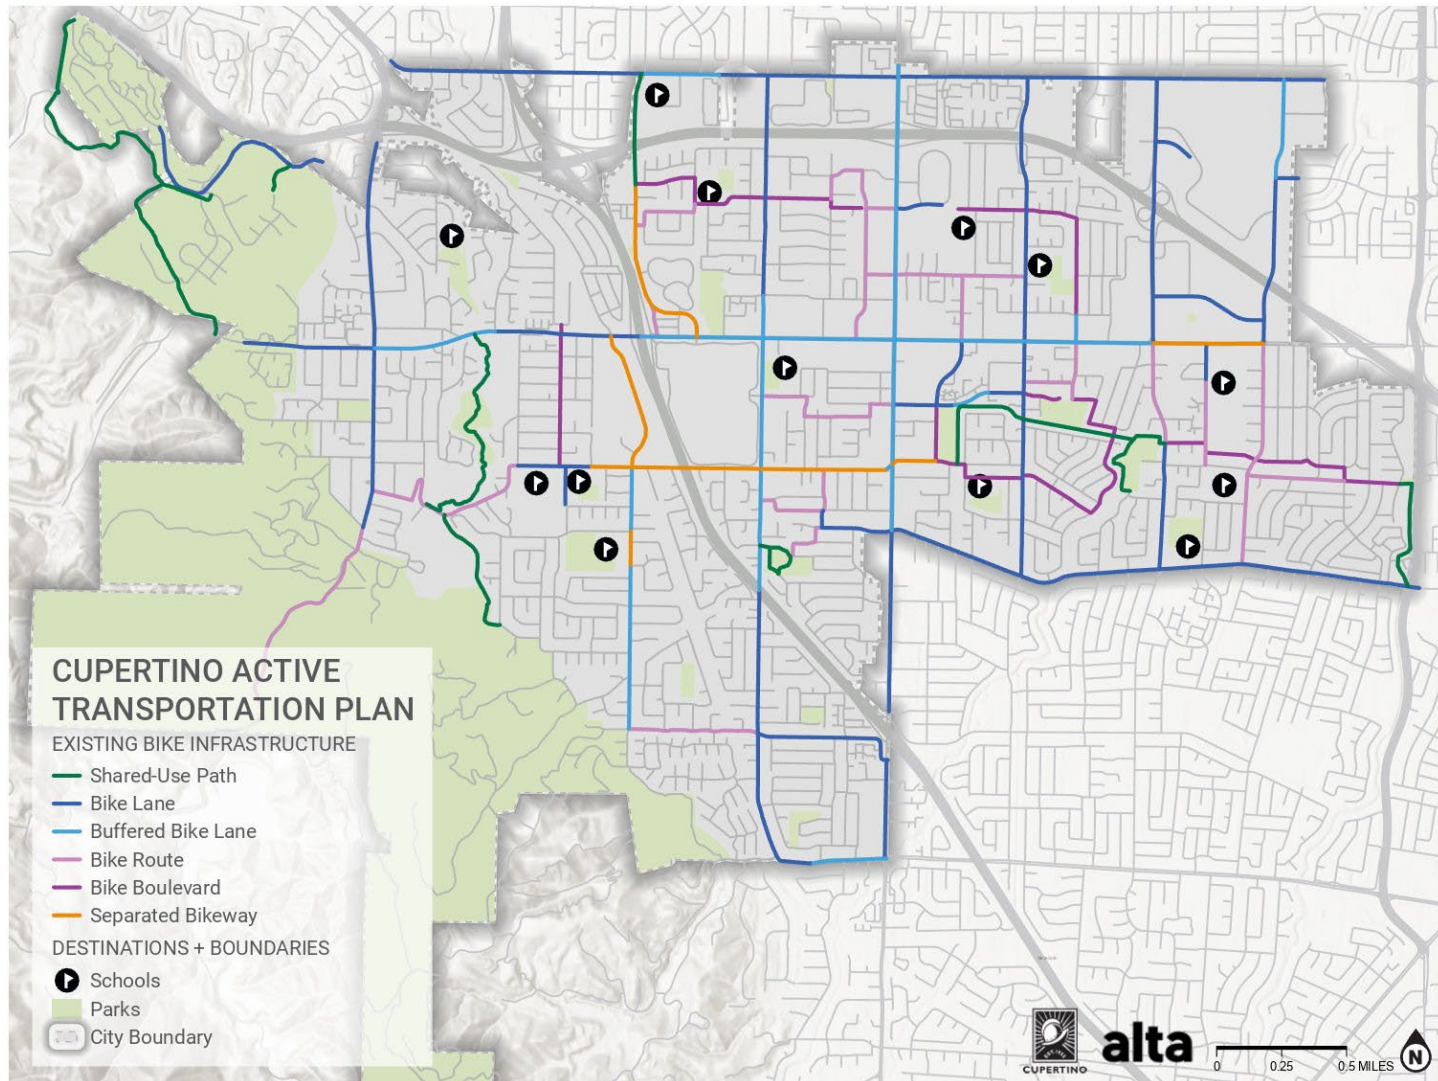 CUPERTINO ACTIVE
TRANSPORTATION PLAN
EXISTING BIKE INFRASTRUCTURE
Shared-Use Path
Bike Lane
Buffered Bike Lane
Bike Route
Bike Boulevard
Separated Bikeway
DESTINATIONS + BOUNDARIES
Schools
Parks
City Boundary
CUPERTINO
alta
0 0.25 0.5 MILES
N